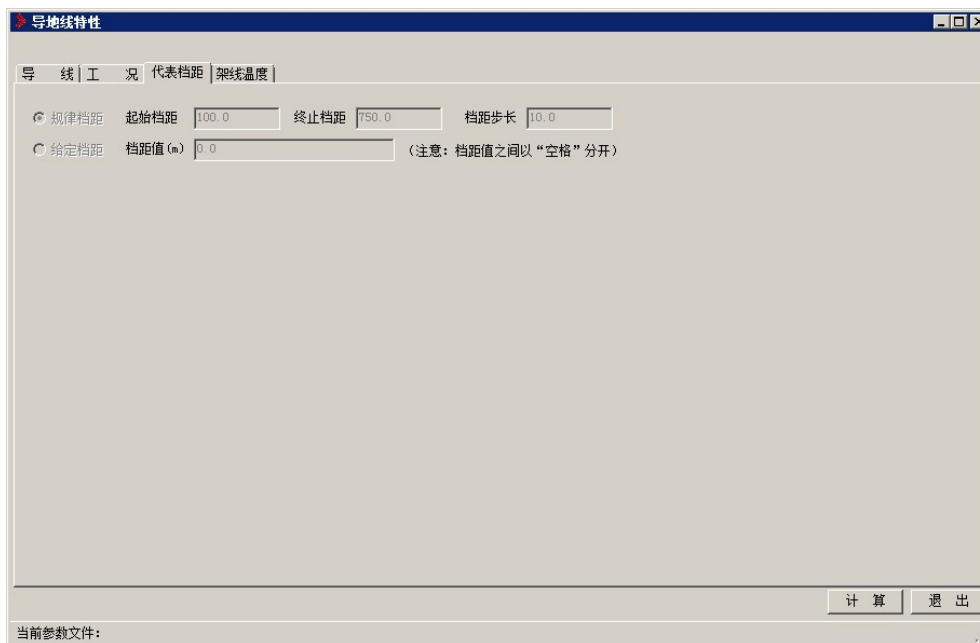 导地线特性
导 线 工 况 代表档距 架线温度
规律档距 起始档距 100.0 终止档距 750.0 档距步长 10.0
给定档距 档距值(m) 0.0 (注意：档距值之间以“空格”分开)
计 算 退 出
当前参数文件：